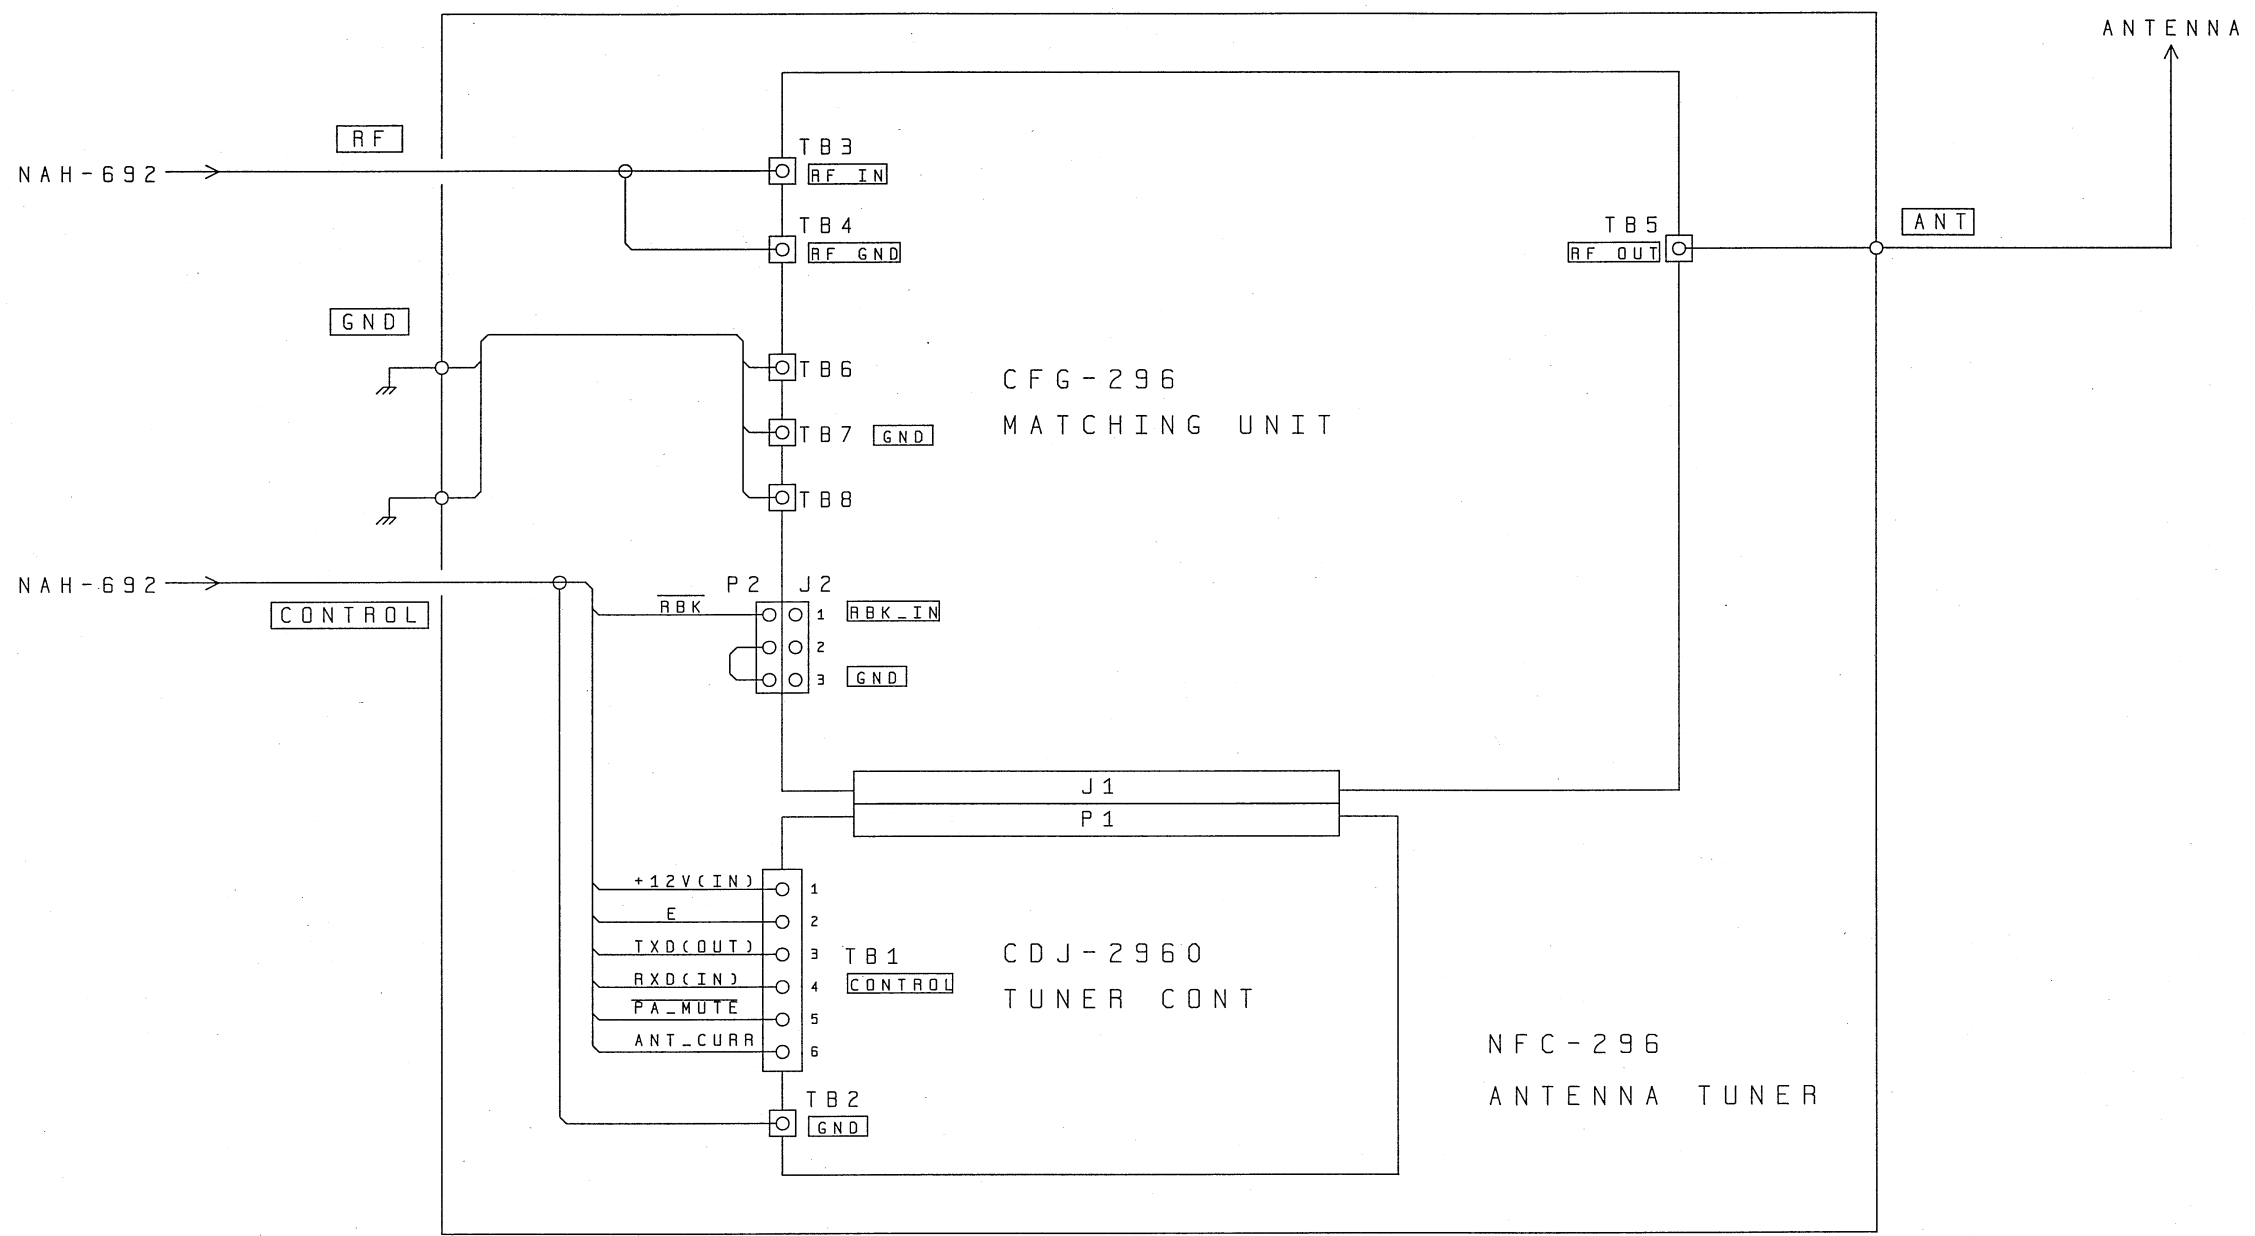 ANTENNA
RF
NAH-692
TB3
RF IN
TB4
RF GND
TB5
RF OUT
ANT
GND
TB6
TB7 GND
TB8
CFG-296
MATCHING UNIT
NAH-692
CONTROL
P2 J2
RBK
1 RBK_IN
2
3 GND
J1
P1
+12V(IN) 1
E 2
TXD(OUT) 3
RXD(IN) 4
PA_MUTE 5
ANT_CURR 6
TB1
CONTROL
CDJ-2960
TUNER CONT
TB2
GND
NFC-296
ANTENNA TUNER